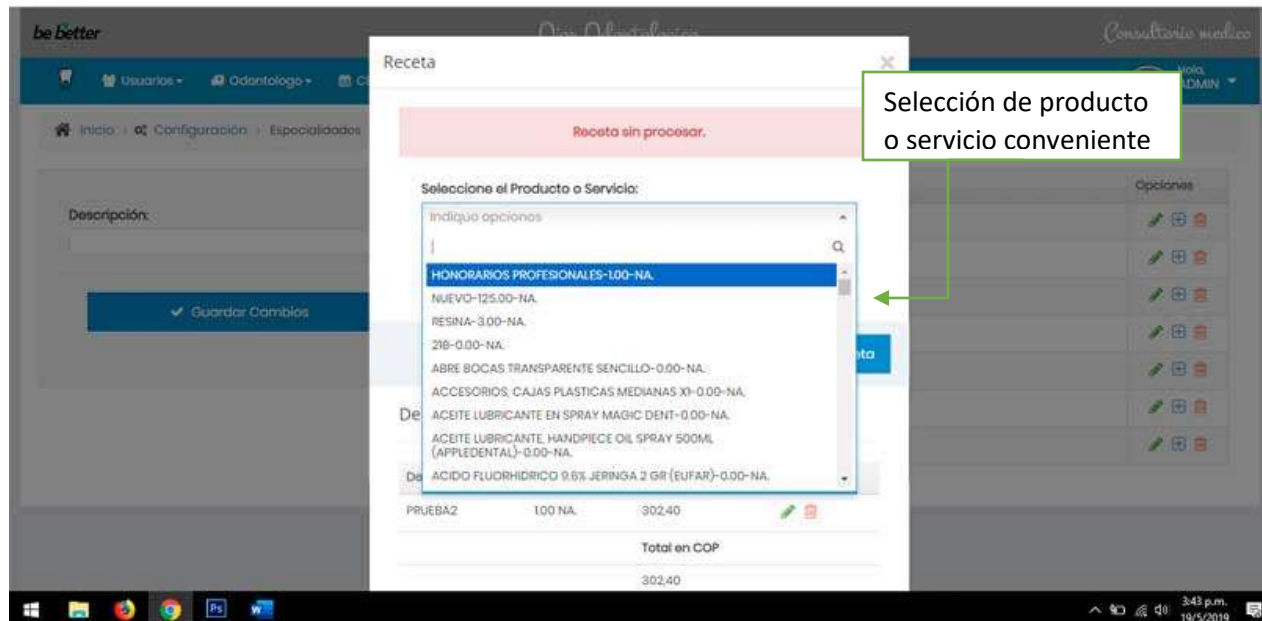 be better
Consultorio medico
Receta
×
Usuarios
Odontologo
Hola,
ADMIN
Selección de producto
o servicio conveniente
Inicio › Configuración › Especialidades
Receta sin procesar.
Seleccione el Producto o Servicio:
Opciones
Descripción:
Indique opciones
HONORARIOS PROFESIONALES-1.00-NA.
NUEVO-125.00-NA.
RESINA-3.00-NA.
Guardar Cambios
218-0.00-NA.
ABRE BOCAS TRANSPARENTE SENCILLO-0.00-NA.
ACCESORIOS, CAJAS PLASTICAS MEDIANAS X1-0.00-NA.
ACEITE LUBRICANTE EN SPRAY MAGIC DENT-0.00-NA.
ACEITE LUBRICANTE, HANDPIECE OIL SPRAY 500ML
(APPLEDENTAL)-0.00-NA.
ACIDO FLUORHIDRICO 9.6% JERINGA 2 GR (EUFAR)-0.00-NA.
PRUEBA2 1.00 NA. 302,40
Total en COP
302,40
Ps
3:43 p.m.
19/5/2019